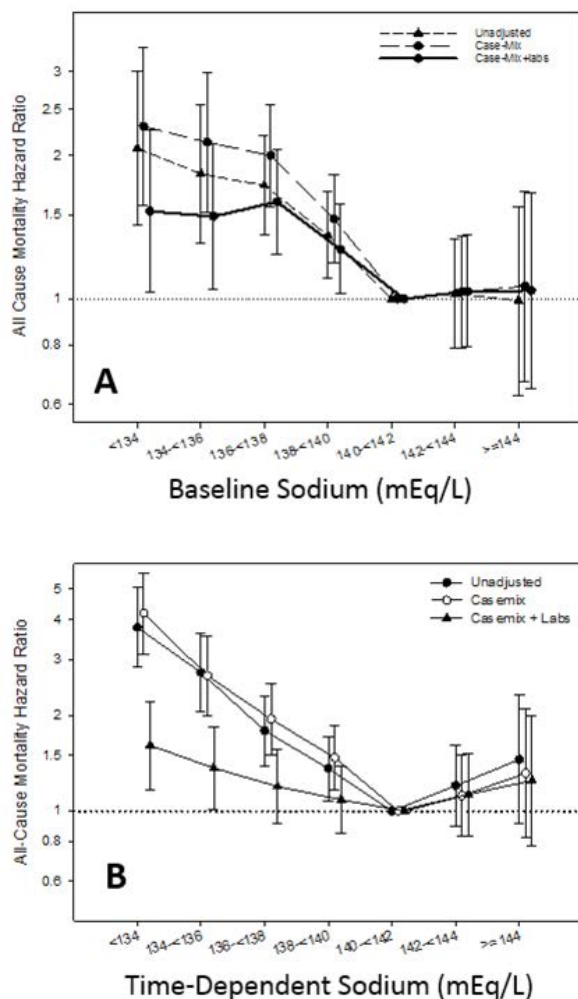 Unadjusted
Case-Mix
Case-Mix+labs
3
2.5
2
1.5
1
0.8
0.6
All Cause Mortality Hazard Ratio
A
<134
134-<136
136-<138
138-<140
140-<142
142-<144
>=144
Baseline Sodium (mEq/L)
Unadjusted
Casemix
Casemix + Labs
5
4
3
2
1.5
1
0.8
0.6
All-Cause Mortality Hazard Ratio
B
<134
134-<136
136-<138
138-<140
140-<142
142-<144
>=144
Time-Dependent Sodium (mEq/L)